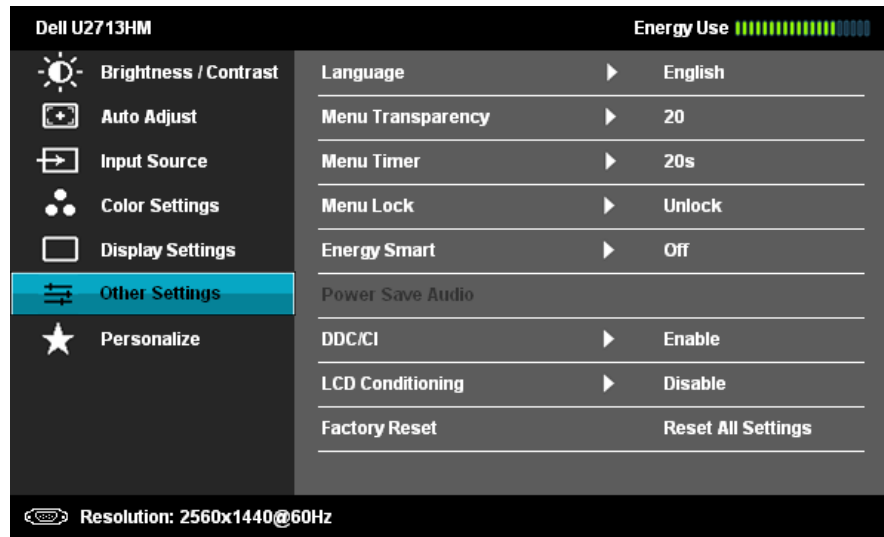 Dell U2713HM Energy Use
Brightness / Contrast
Auto Adjust
Input Source
Color Settings
Display Settings
Other Settings
Personalize
Language English
Menu Transparency 20
Menu Timer 20s
Menu Lock Unlock
Energy Smart Off
Power Save Audio
DDC/CI Enable
LCD Conditioning Disable
Factory Reset Reset All Settings
Resolution: 2560x1440@60Hz